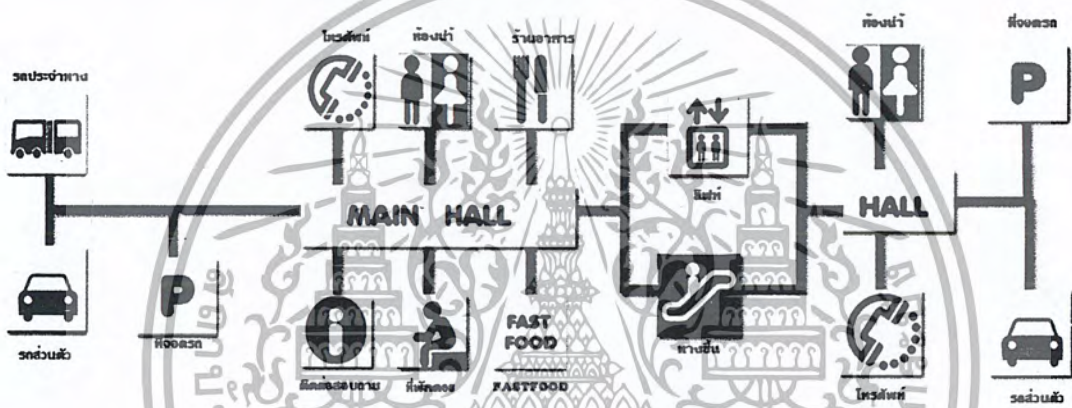 รถประจำทาง
โทรศัพท์
ห้องน้ำ
ร้านอาหาร
ห้องน้ำ
ที่จอดรถ
P
ลิฟท์
MAIN HALL
HALL
P
FAST
FOOD
รถส่วนตัว
ที่จอดรถ
ติดต่อสอบถาม
ที่พักคอย
FASTFOOD
ทางขึ้น
โทรศัพท์
รถส่วนตัว